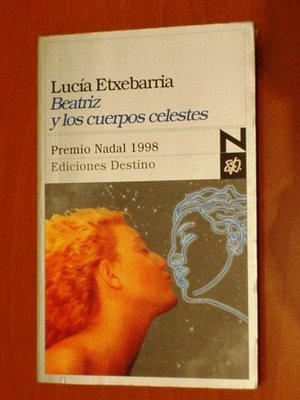 Lucía Etxebarria
Beatriz
y los cuerpos celestes
Premio Nadal 1998
Ediciones Destino
N